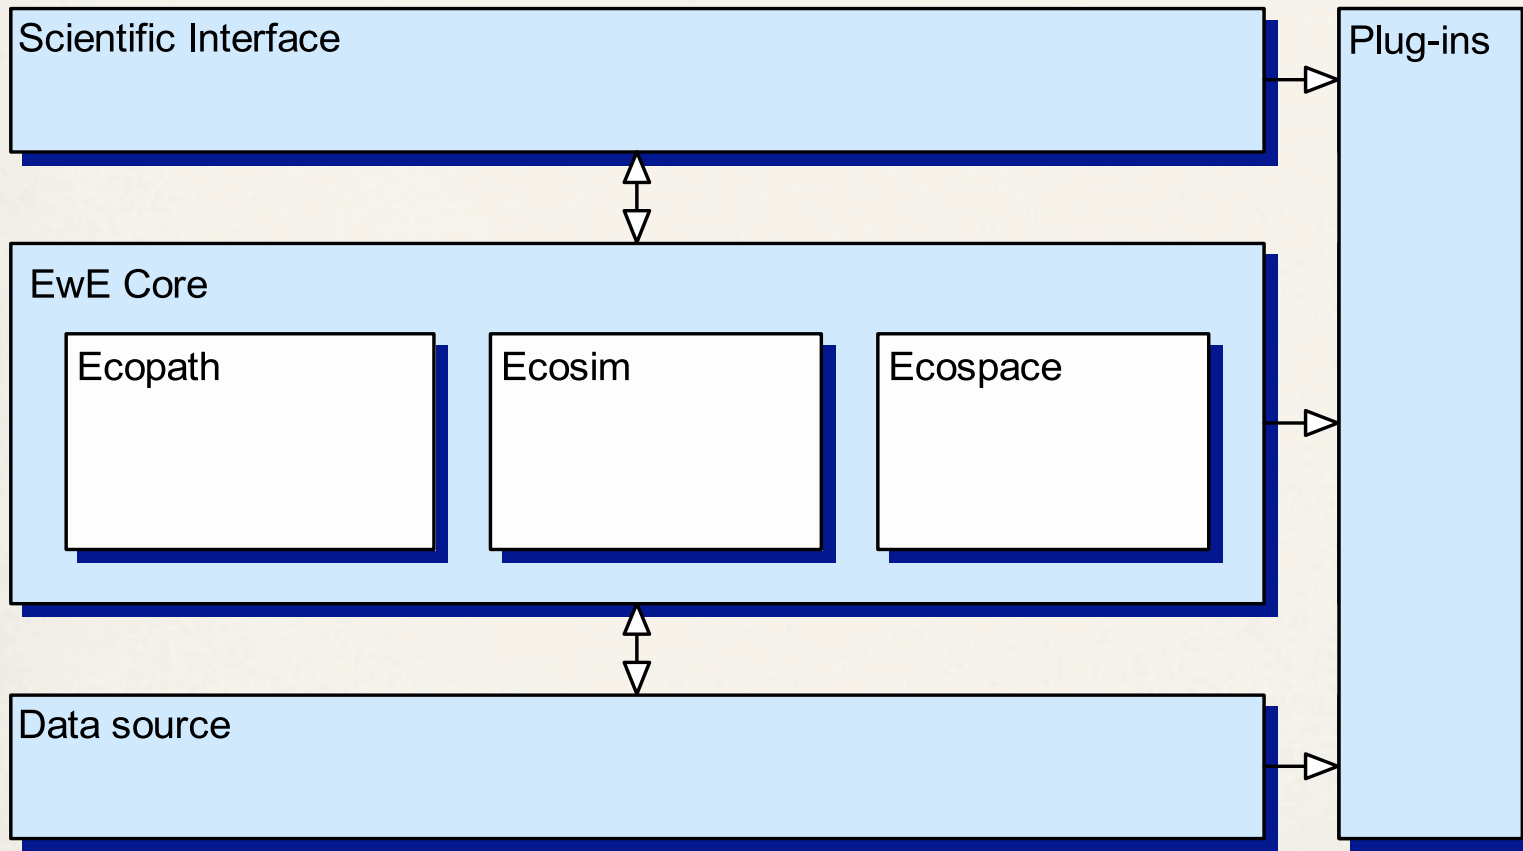 Scientific Interface
Plug-ins
EwE Core
Ecopath
Ecosim
Ecospace
Data source